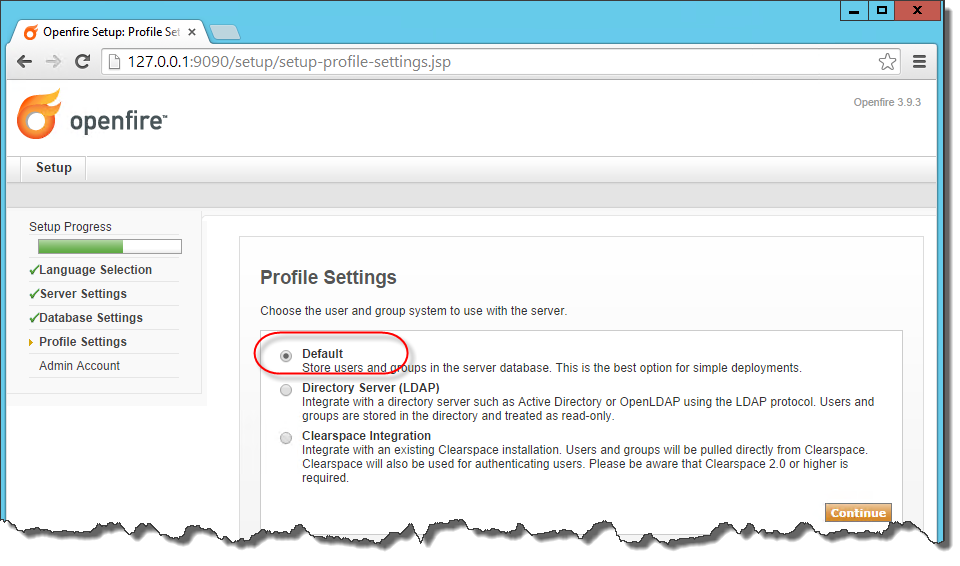 Openfire Setup: Profile Set
127.0.0.1:9090/setup/setup-profile-settings.jsp
openfire™
Openfire 3.9.3
Setup
Setup Progress
Language Selection
Server Settings
Database Settings
Profile Settings
Admin Account
Profile Settings
Choose the user and group system to use with the server.
Default
Store users and groups in the server database. This is the best option for simple deployments.
Directory Server (LDAP)
Integrate with a directory server such as Active Directory or OpenLDAP using the LDAP protocol. Users and
groups are stored in the directory and treated as read-only.
Clearspace Integration
Integrate with an existing Clearspace installation. Users and groups will be pulled directly from Clearspace.
Clearspace will also be used for authenticating users. Please be aware that Clearspace 2.0 or higher is
required.
Continue